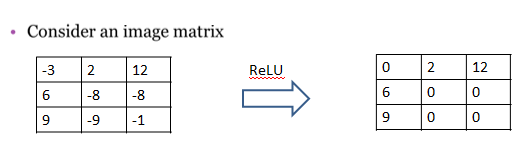 • Consider an image matrix
-3 2 12
6 -8 -8
9 -9 -1
ReLU
0 2 12
6 0 0
9 0 0